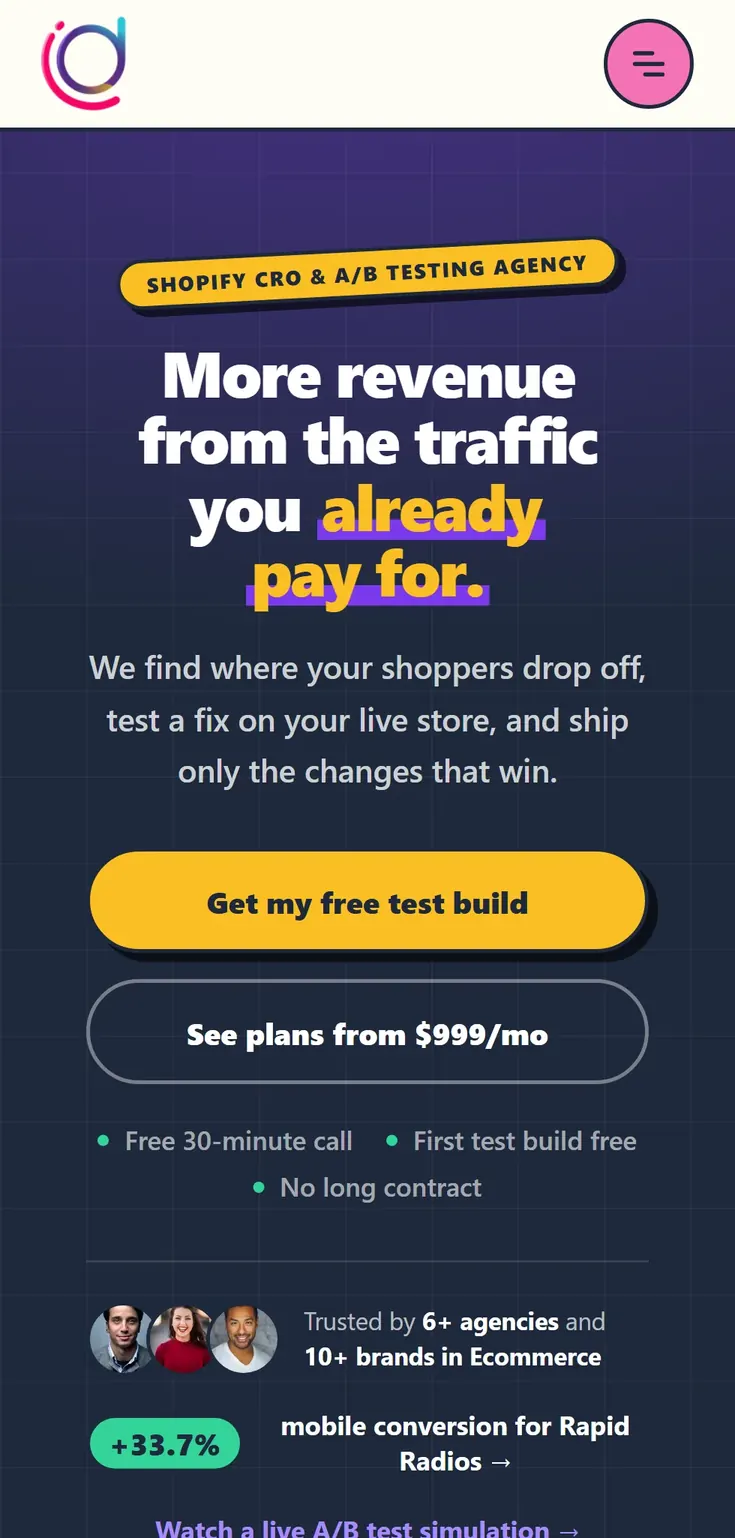 SHOPIFY CRO & A/B TESTING AGENCY
More revenue
from the traffic
you already
pay for.
We find where your shoppers drop off,
test a fix on your live store, and ship
only the changes that win.
Get my free test build
See plans from $999/mo
Free 30-minute call
First test build free
No long contract
Trusted by 6+ agencies and
10+ brands in Ecommerce
+33.7%
mobile conversion for Rapid
Radios →
Watch a live A/B test simulation →